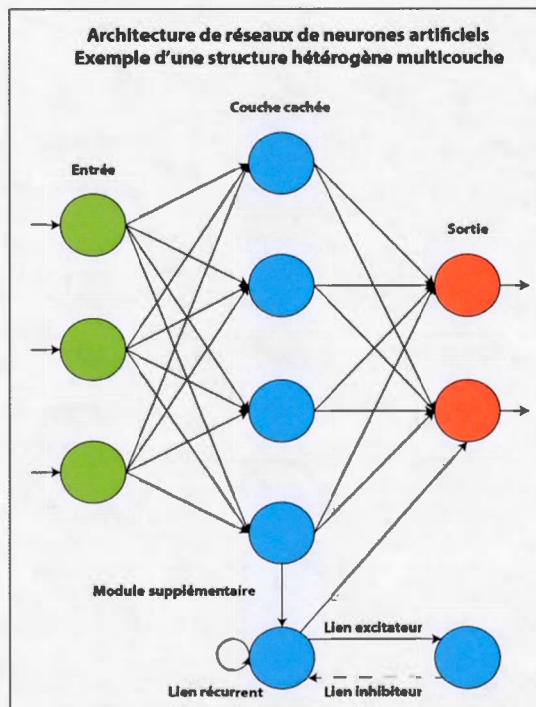 Architecture de réseaux de neurones artificiels
Exemple d'une structure hétérogène multicouche
Couche cachée
Entrée
Sortie
Module supplémentaire
Lien excitateur
Lien récurrent
Lien inhibiteur